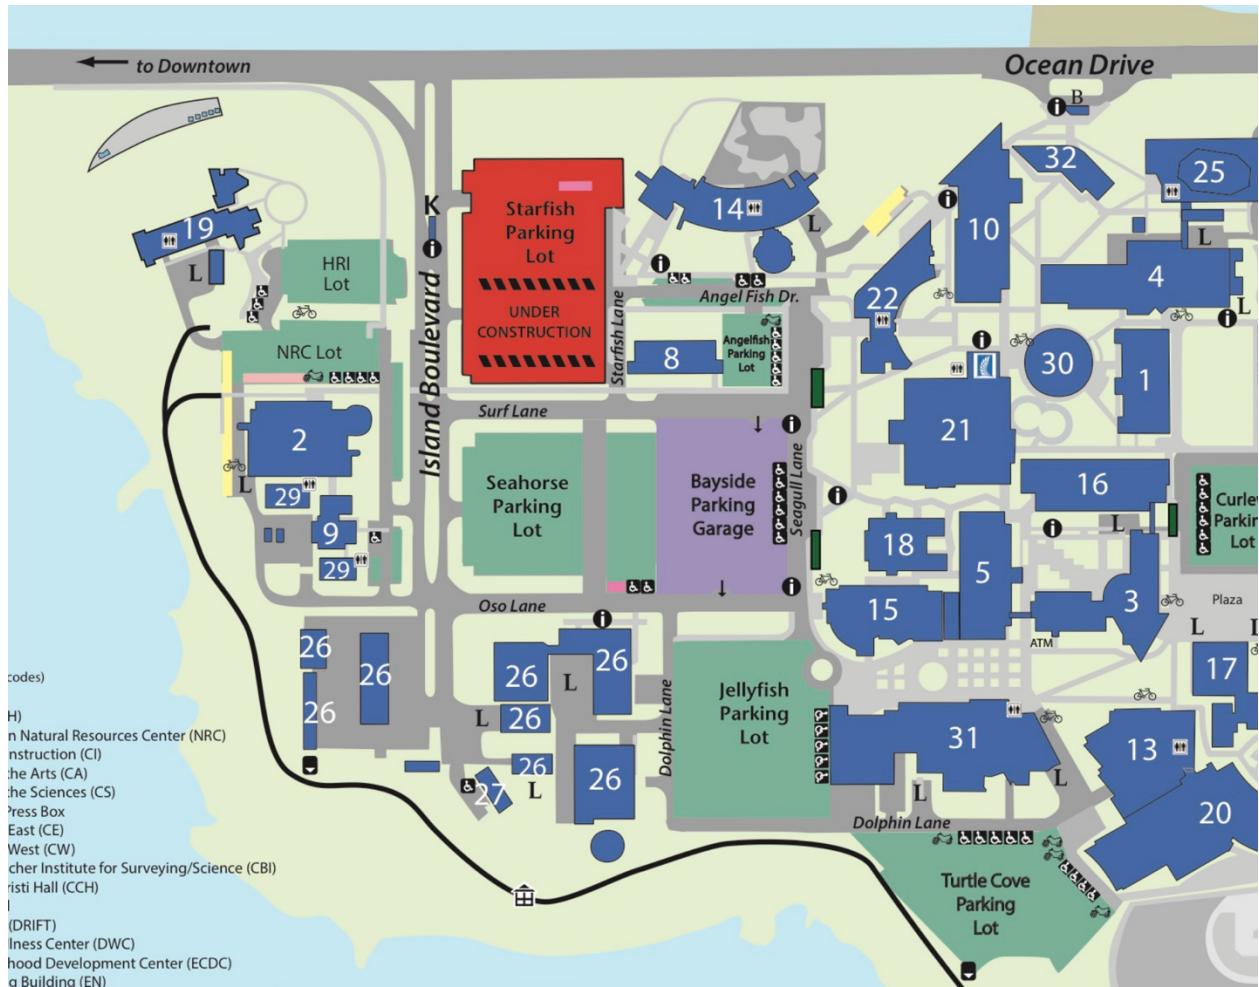 to Downtown
Ocean Drive
B
32
25
19
14
K
10
L
L
L
4
HRI
Lot
Starfish
Parking
Lot
Angel Fish Dr.
22
L
UNDER
CONSTRUCTION
Starfish Lane
NRC Lot
8
Angelfish
Parking
Lot
30
1
Island Boulevard
Surf Lane
2
21
L
29
Seahorse
Parking
Lot
Bayside
Parking
Garage
Seagull Lane
16
Curlew
Parkin
Lot
L
9
18
29
5
Oso Lane
15
3
Plaza
ATM
L
L
26
26
26
26
26
L
17
Jellyfish
Parking
Lot
Dolphin Lane
L
26
31
13
26
26
27
L
L
L
20
Dolphin Lane
Turtle Cove
Parking
Lot
codes)
H)
n Natural Resources Center (NRC)
nstruction (CI)
he Arts (CA)
he Sciences (CS)
Press Box
East (CE)
West (CW)
cher Institute for Surveying/Science (CBI)
risti Hall (CCH)
l
(DRIFT)
llness Center (DWC)
hood Development Center (ECDC)
g Building (EN)